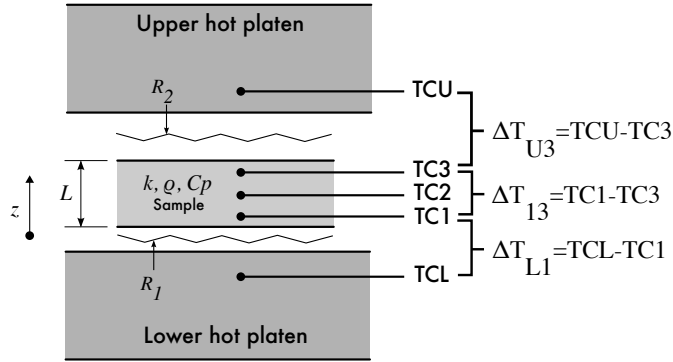 Upper hot platen
TCU
R2
ΔTU3=TCU-TC3
TC3
k, ϱ, Cp
L
TC2
Sample
ΔT13=TC1-TC3
z
TC1
ΔTL1=TCL-TC1
TCL
R1
Lower hot platen